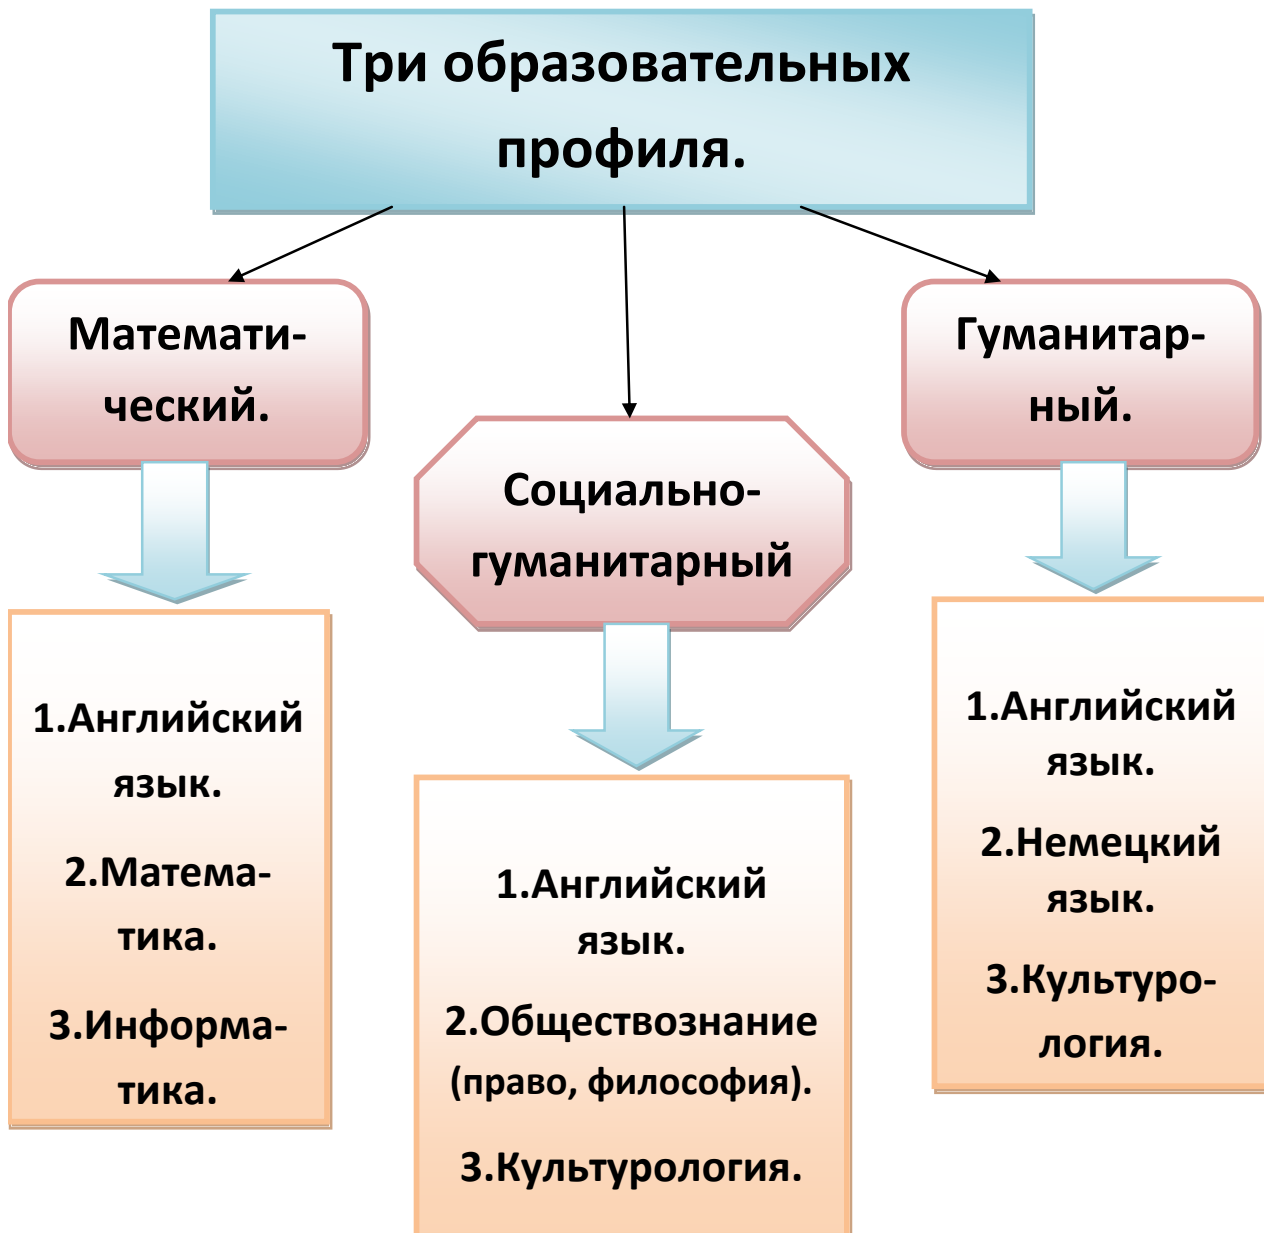 Три образовательных
профиля.
Математи-
ческий.
Социально-
гуманитарный
Гуманитар-
ный.
1.Английский
язык.
2.Матема-
тика.
3.Информа-
тика.
1.Английский
язык.
2.Обществознание
(право, философия).
3.Культурология.
1.Английский
язык.
2.Немецкий
язык.
3.Культуро-
логия.